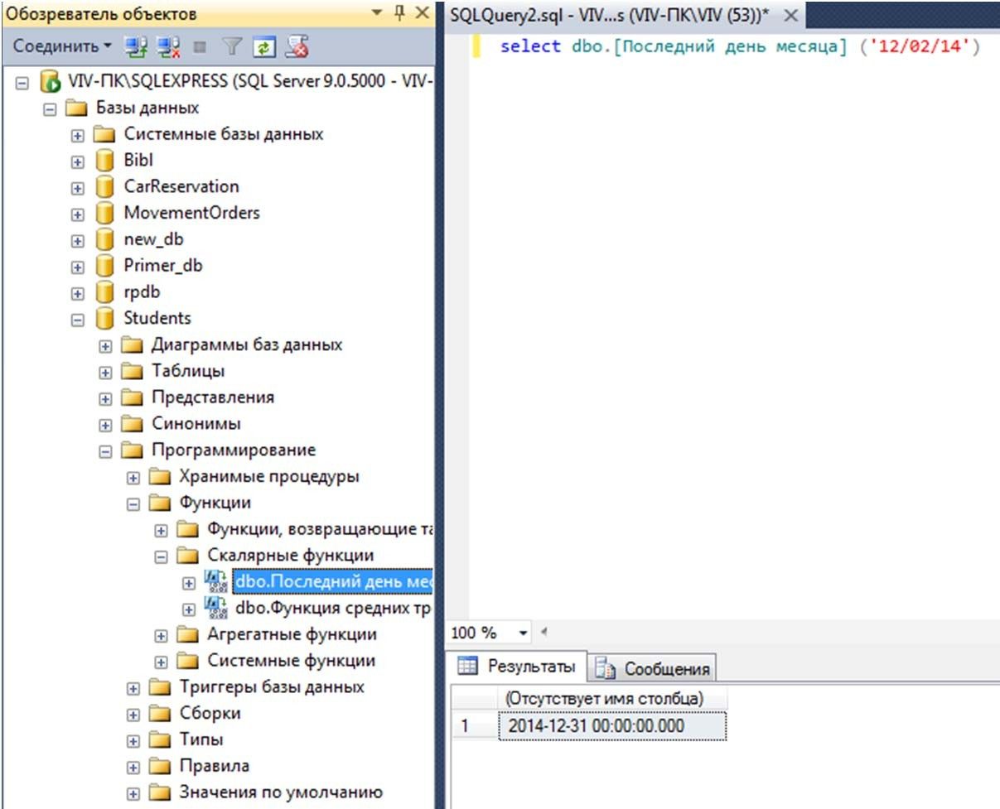 Обозреватель объектов
Соединить
VIV-ПК\SQLEXPRESS (SQL Server 9.0.5000 - VIV-
Базы данных
Системные базы данных
Bibl
CarReservation
MovementOrders
new_db
Primer_db
rpdb
Students
Диаграммы баз данных
Таблицы
Представления
Синонимы
Программирование
Хранимые процедуры
Функции
Функции, возвращающие та
Скалярные функции
dbo.Последний день мес
dbo.Функция средних тр
Агрегатные функции
Системные функции
Триггеры базы данных
Сборки
Типы
Правила
Значения по умолчанию
SQLQuery2.sql - VIV...s (VIV-ПК\VIV (53))*
select dbo.[Последний день месяца] ('12/02/14')
100 %
Результаты
Сообщения
(Отсутствует имя столбца)
1 2014-12-31 00:00:00.000